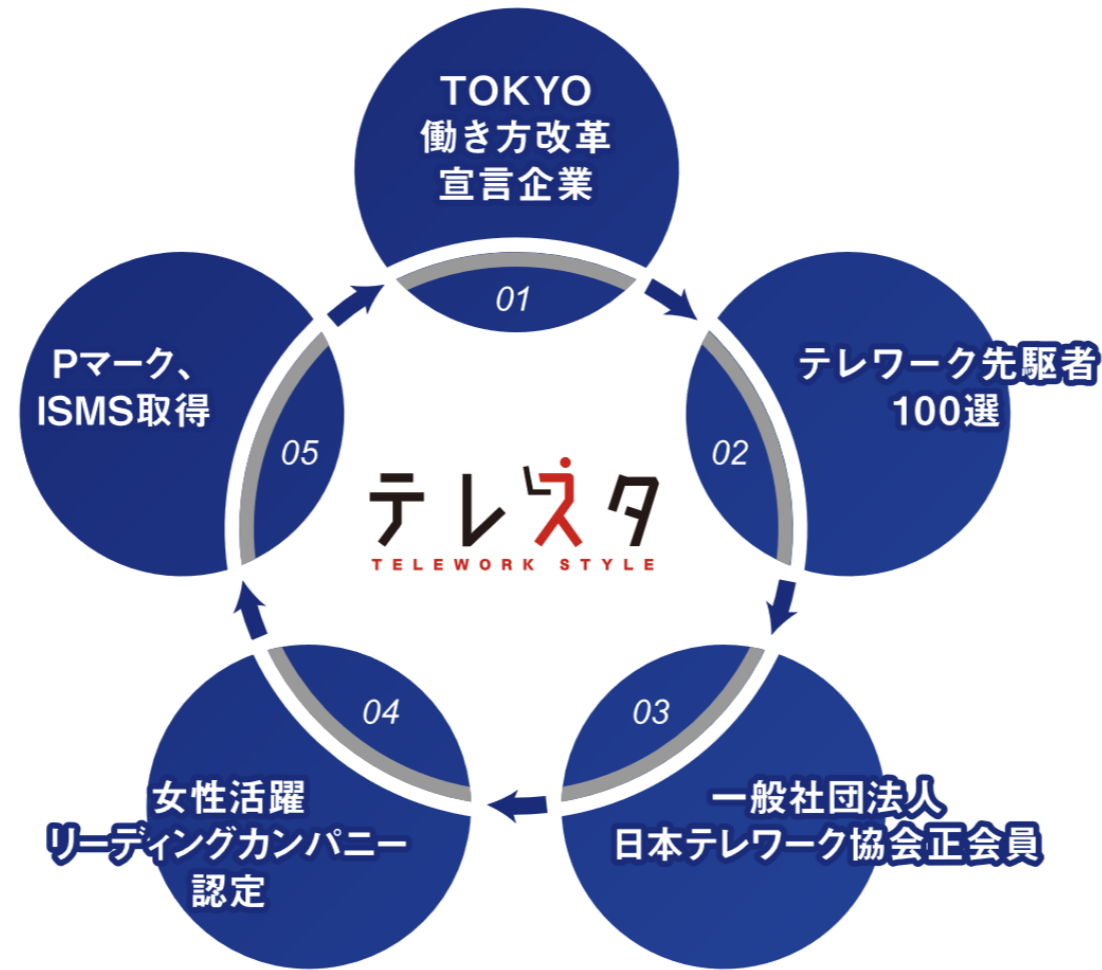 TOKYO
働き方改革
宣言企業
01
テレワーク先駆者
100選
02
一般社団法人
日本テレワーク協会正会員
03
女性活躍
リーディングカンパニー
認定
04
Pマーク、
ISMS取得
05
テレスタ
TELEWORK STYLE